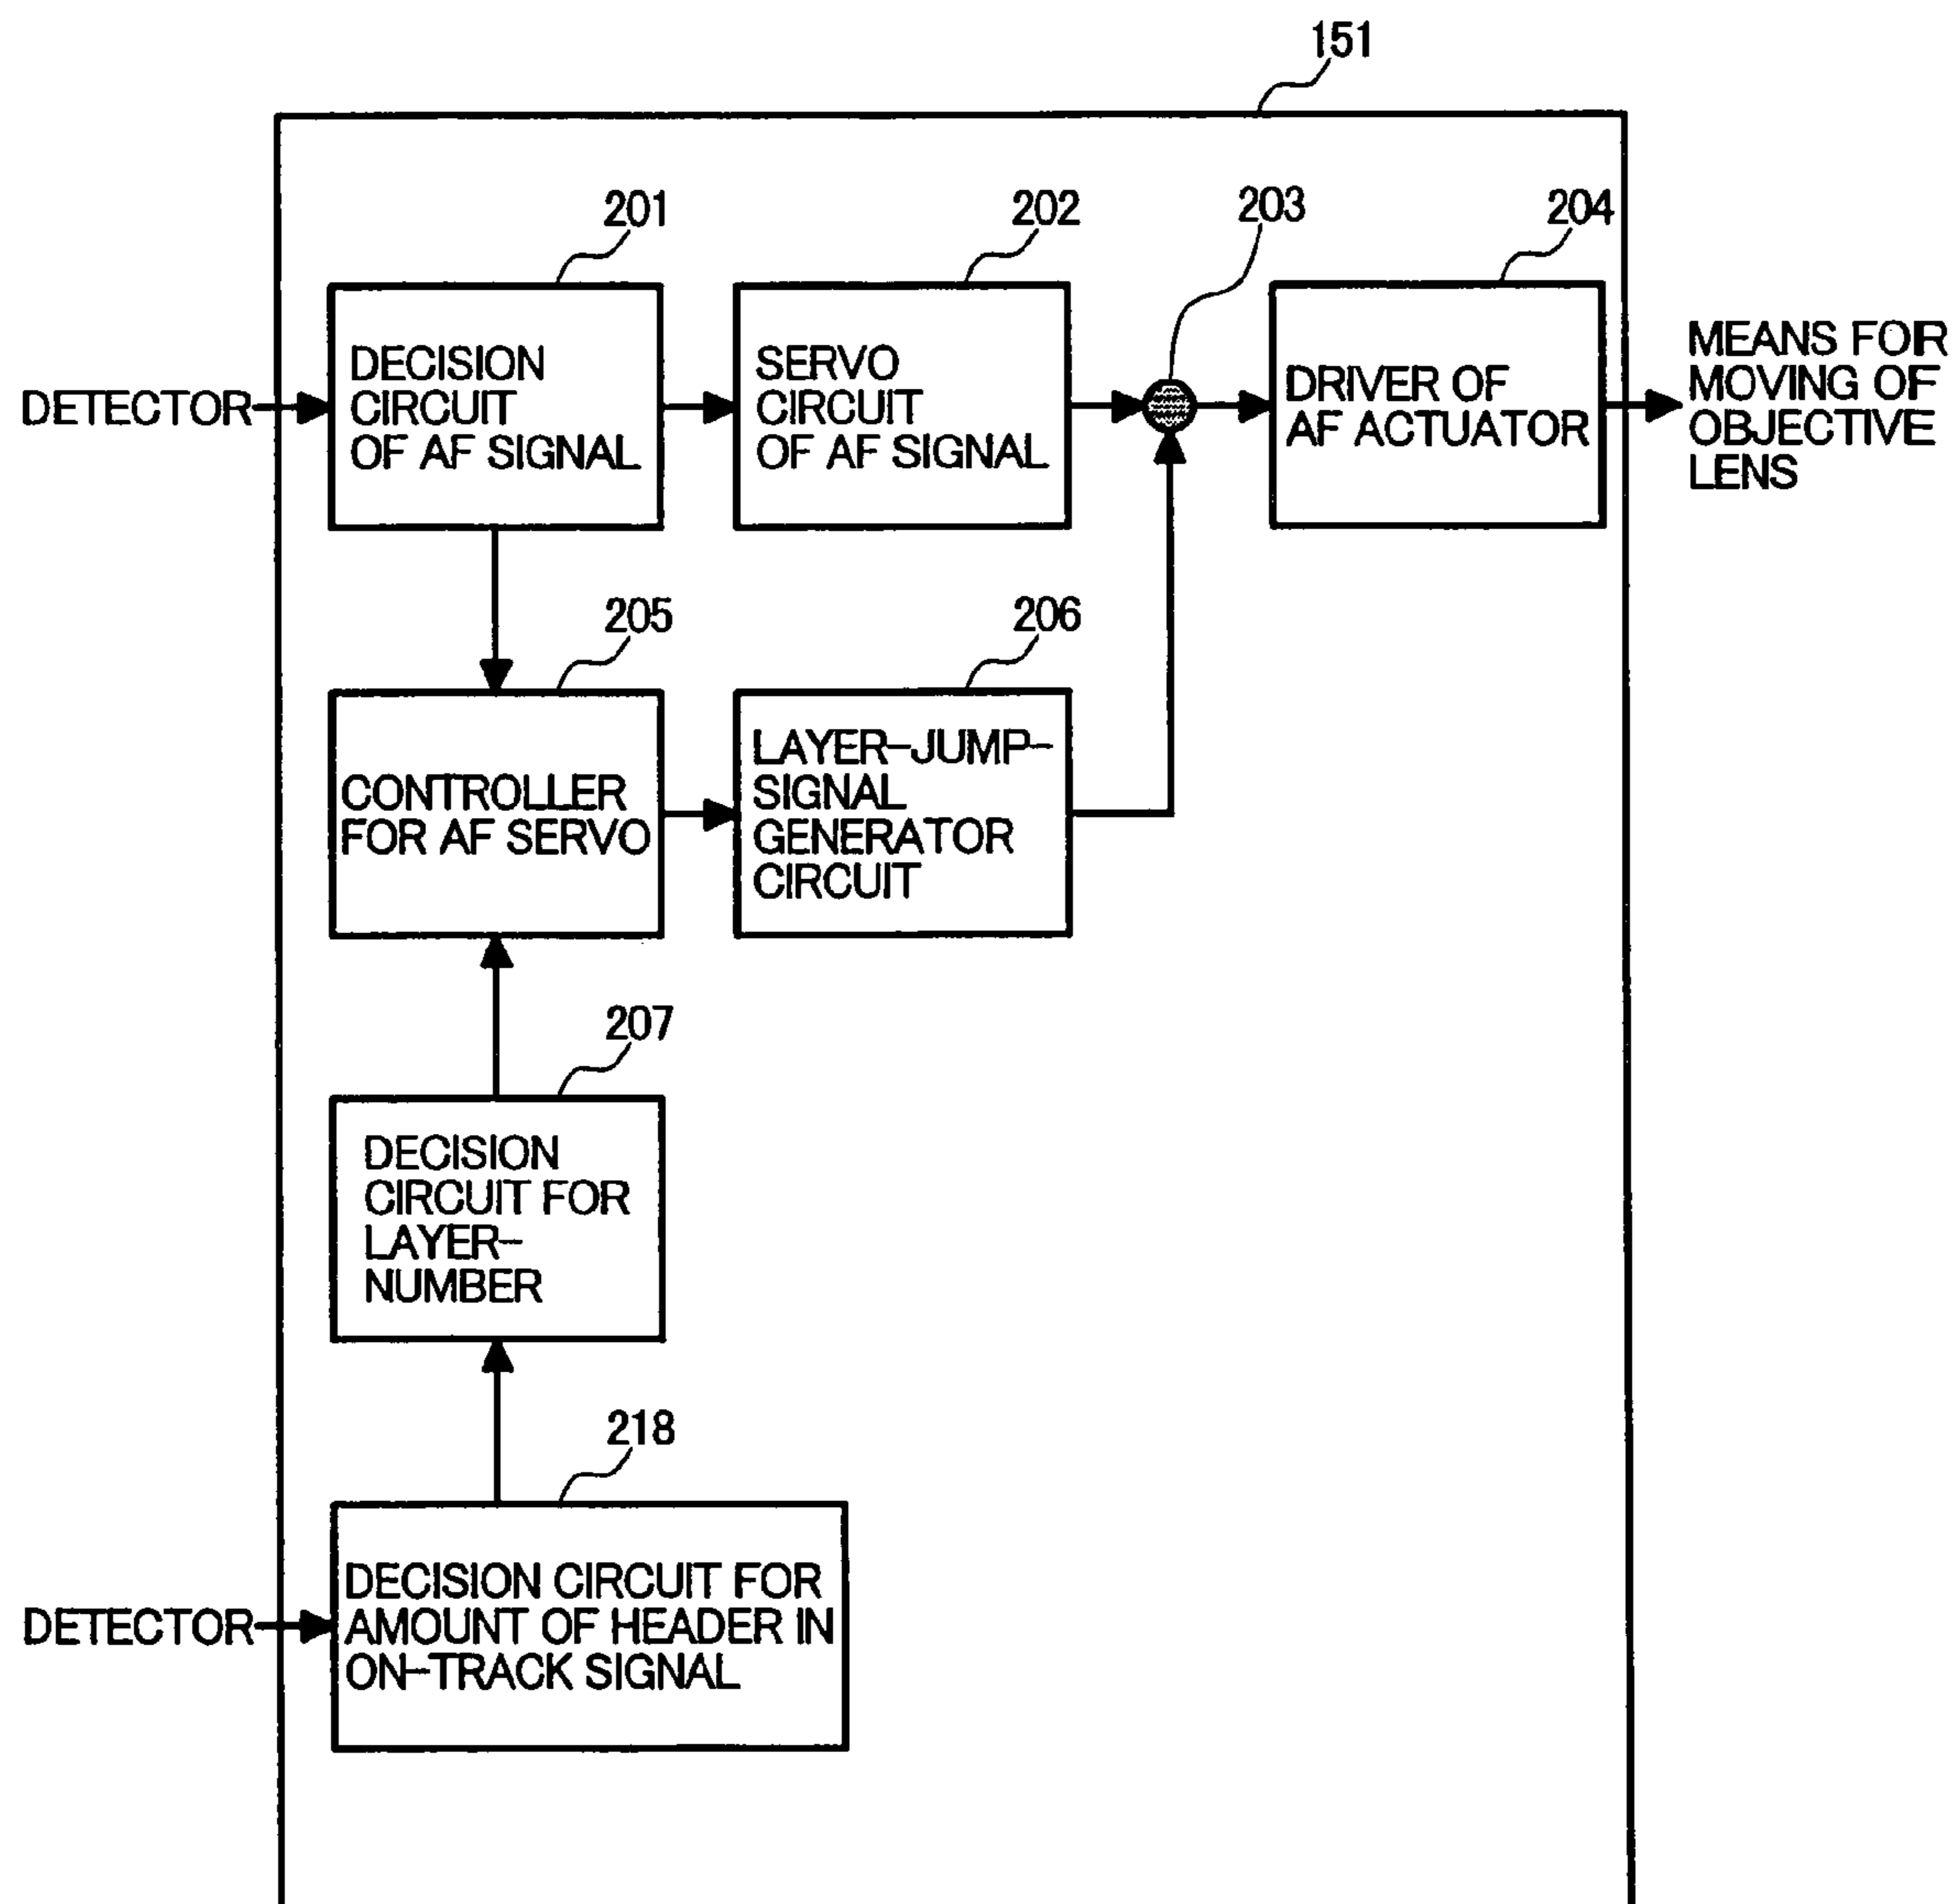 151
201
202
203
204
DETECTOR
DECISION
CIRCUIT
OF AF SIGNAL
SERVO
CIRCUIT
OF AF SIGNAL
DRIVER OF
AF ACTUATOR
MEANS FOR
MOVING OF
OBJECTIVE
LENS
205
206
CONTROLLER
FOR AF SERVO
LAYER-JUMP-
SIGNAL
GENERATOR
CIRCUIT
207
DECISION
CIRCUIT FOR
LAYER-
NUMBER
218
DETECTOR
DECISION CIRCUIT FOR
AMOUNT OF HEADER IN
ON-TRACK SIGNAL